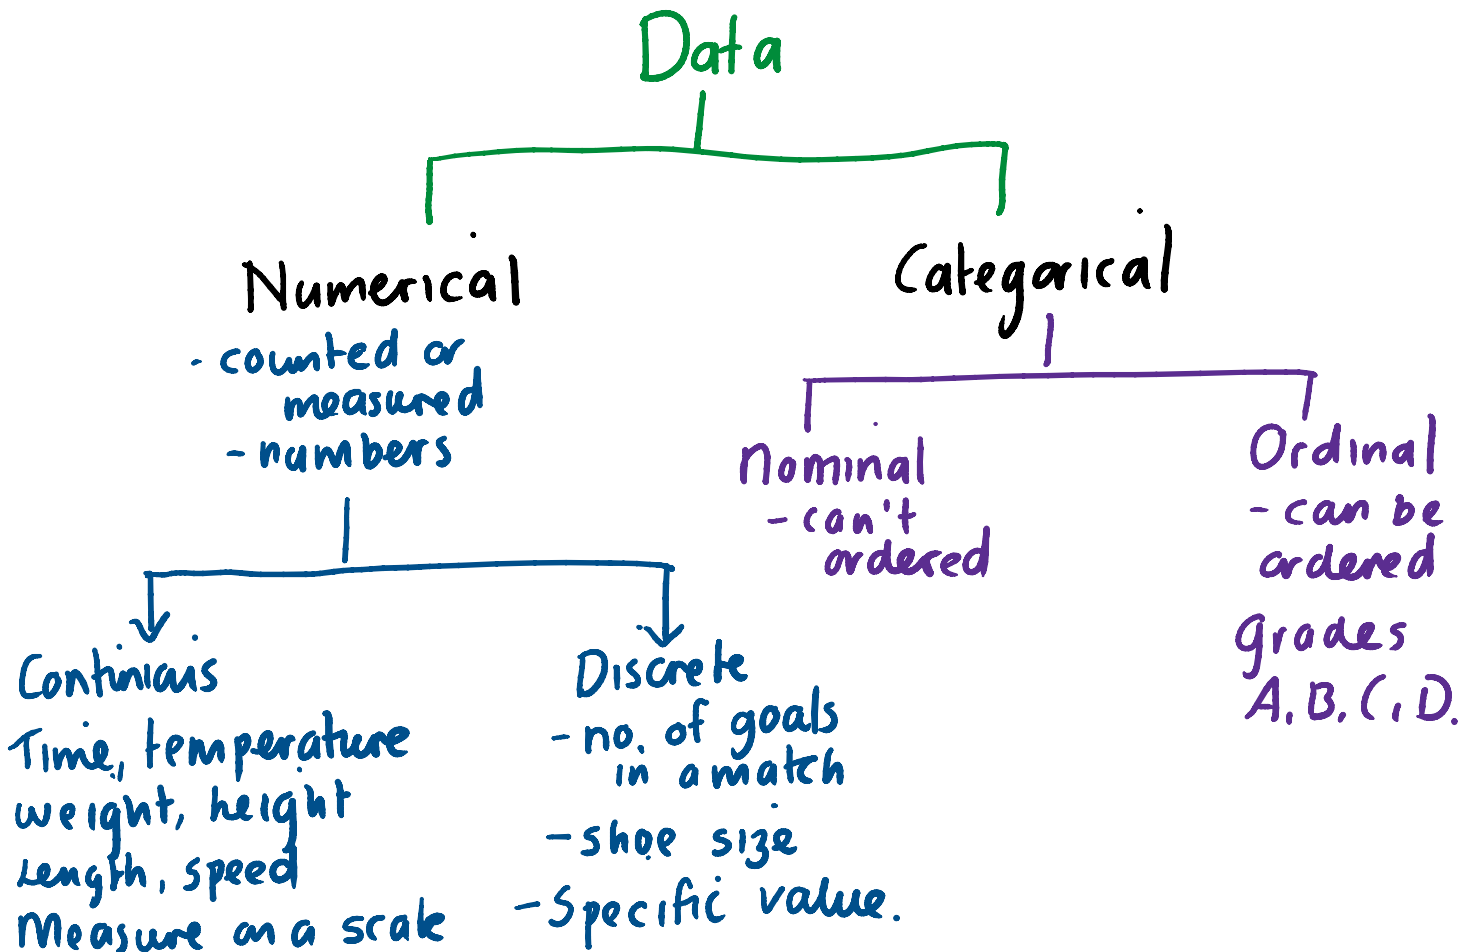 Data
Numerical
- counted or
measured
- numbers
Continious
Time, temperature
weight, height
Length, speed
Measure on a scale
Discrete
- no. of goals
in a match
- shoe size
- Specific value.
Categorical
Nominal
- can't
ordered
Ordinal
- can be
ordered
Grades
A, B, C, D.